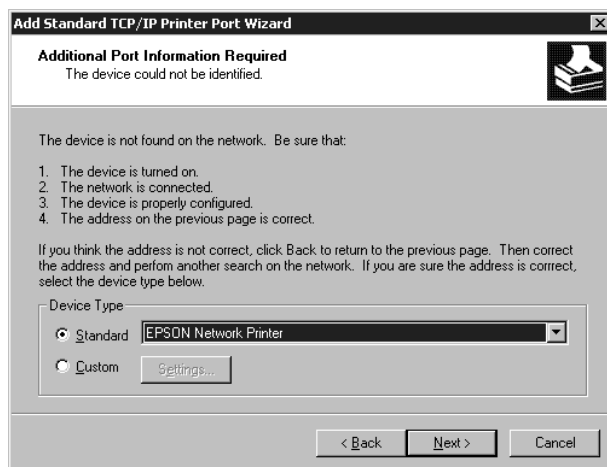 Add Standard TCP/IP Printer Port Wizard
Additional Port Information Required
The device could not be identified.
The device is not found on the network. Be sure that:
1. The device is turned on.
2. The network is connected.
3. The device is properly configured.
4. The address on the previous page is correct.
If you think the address is not correct, click Back to return to the previous page. Then correct
the address and perfom another search on the network. If you are sure the address is corrrect,
select the device type below.
Device Type
Standard EPSON Network Printer
Custom Settings...
< Back Next > Cancel